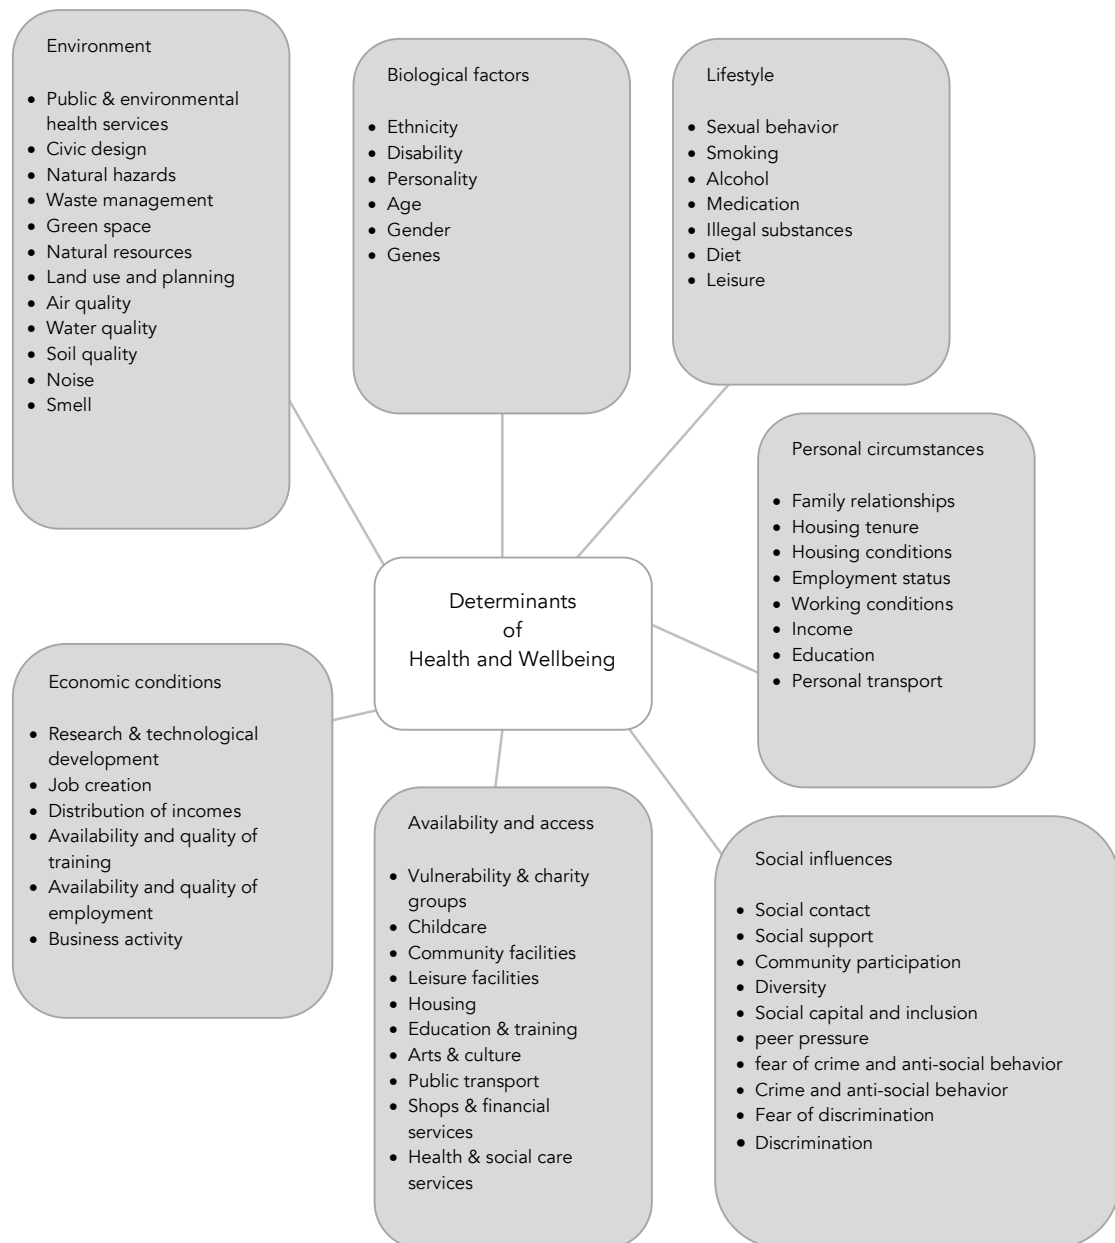 Environment
• Public & environmental
health services
• Civic design
• Natural hazards
• Waste management
• Green space
• Natural resources
• Land use and planning
• Air quality
• Water quality
• Soil quality
• Noise
• Smell
Biological factors
• Ethnicity
• Disability
• Personality
• Age
• Gender
• Genes
Lifestyle
• Sexual behavior
• Smoking
• Alcohol
• Medication
• Illegal substances
• Diet
• Leisure
Personal circumstances
• Family relationships
• Housing tenure
• Housing conditions
• Employment status
• Working conditions
• Income
• Education
• Personal transport
Determinants
of
Health and Wellbeing
Economic conditions
• Research & technological
development
• Job creation
• Distribution of incomes
• Availability and quality of
training
• Availability and quality of
employment
• Business activity
Availability and access
• Vulnerability & charity
groups
• Childcare
• Community facilities
• Leisure facilities
• Housing
• Education & training
• Arts & culture
• Public transport
• Shops & financial
services
• Health & social care
services
Social influences
• Social contact
• Social support
• Community participation
• Diversity
• Social capital and inclusion
• peer pressure
• fear of crime and anti-social behavior
• Crime and anti-social behavior
• Fear of discrimination
• Discrimination